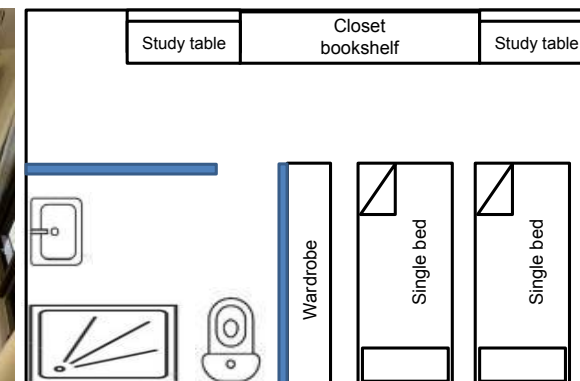 Study table
Closet
bookshelf
Study table
Wardrobe
Single bed
Single bed